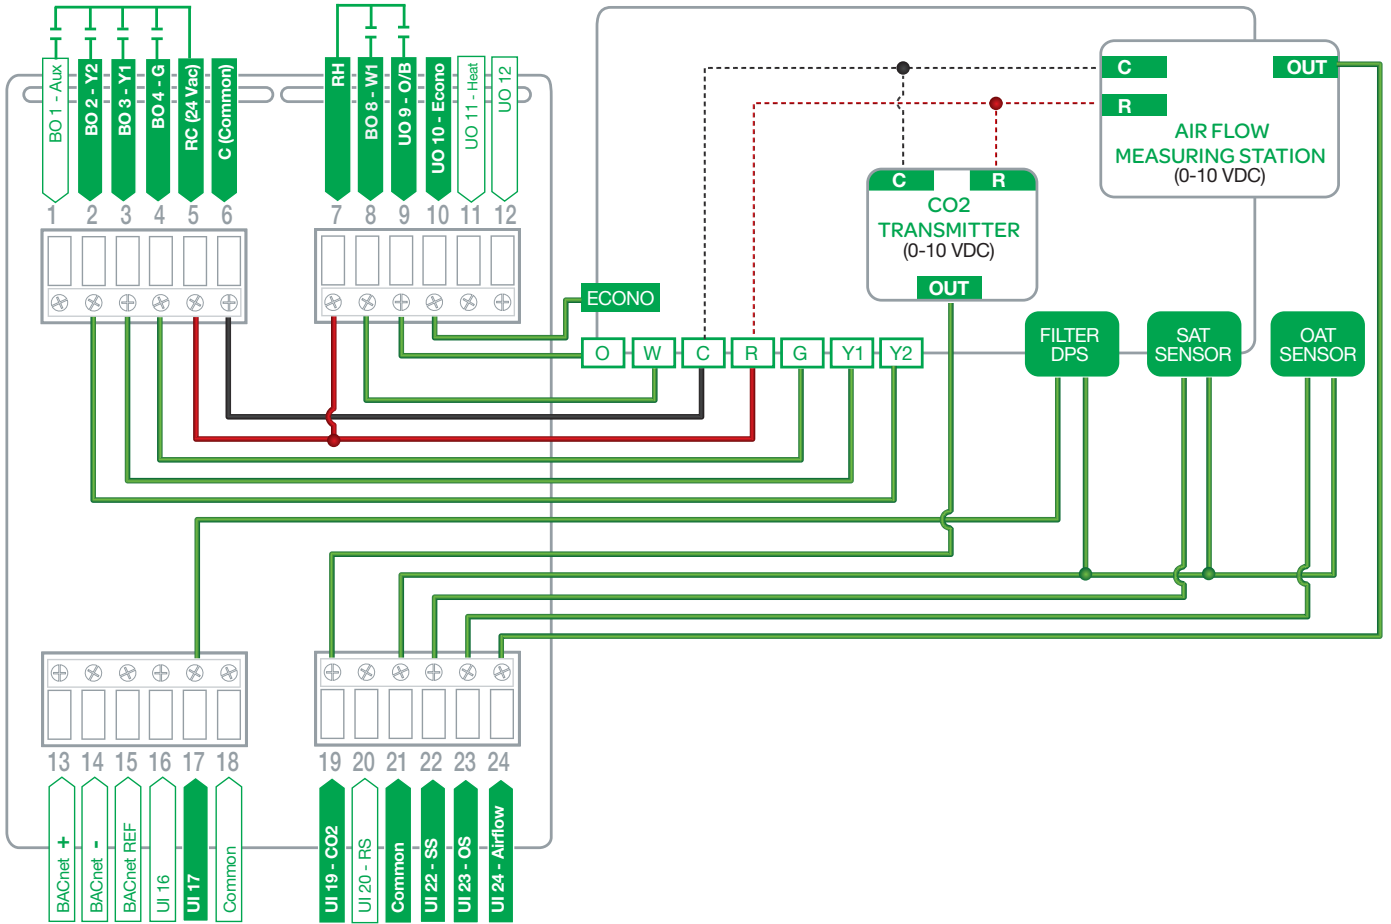 BO 1 - Aux
BO 2 - Y2
BO 3 - Y1
BO 4 - G
RC (24 Vac)
C (Common)
RH
BO 8 - W1
UO 9 - O/B
UO 10 - Econo
UO 11 - Heat
UO 12
1
2
3
4
5
6
7
8
9
10
11
12
C
R
OUT
AIR FLOW
MEASURING STATION
(0-10 VDC)
C
R
CO2
TRANSMITTER
(0-10 VDC)
OUT
ECONO
O
W
C
R
G
Y1
Y2
FILTER
DPS
SAT
SENSOR
OAT
SENSOR
13
14
15
16
17
18
19
20
21
22
23
24
BACnet +
BACnet -
BACnet REF
UI 16
UI 17
Common
UI 19 - CO2
UI 20 - RS
Common
UI 22 - SS
UI 23 - OS
UI 24 - Airflow